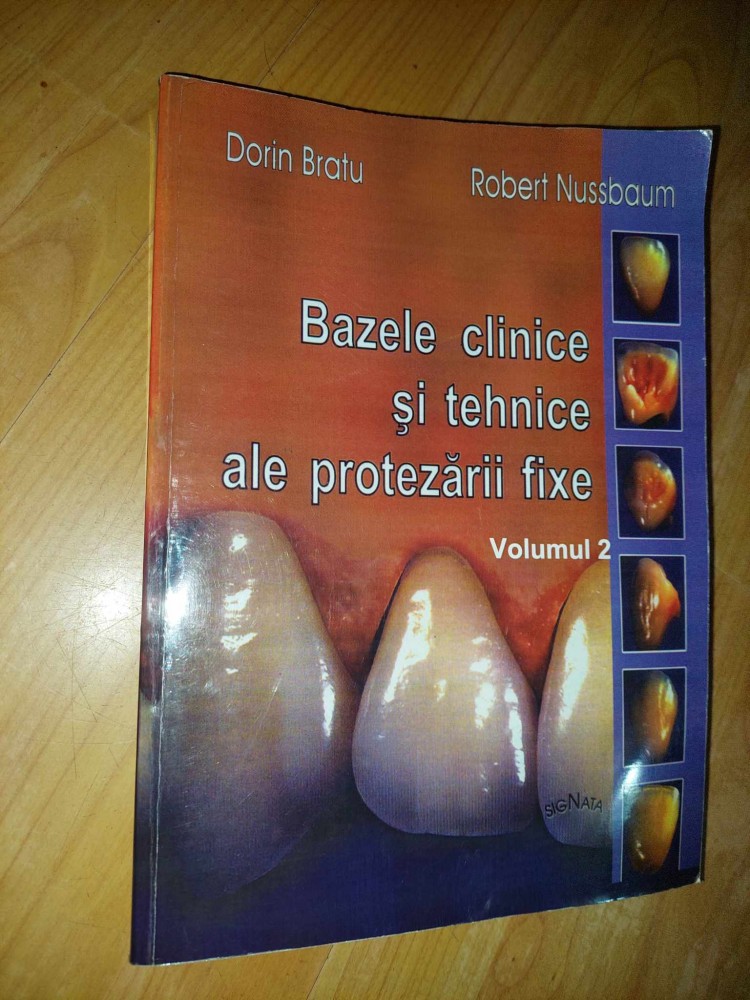 Dorin Bratu
Robert Nussbaum
Bazele clinice
şi tehnice
ale protezării fixe
Volumul 2
SIGNATA